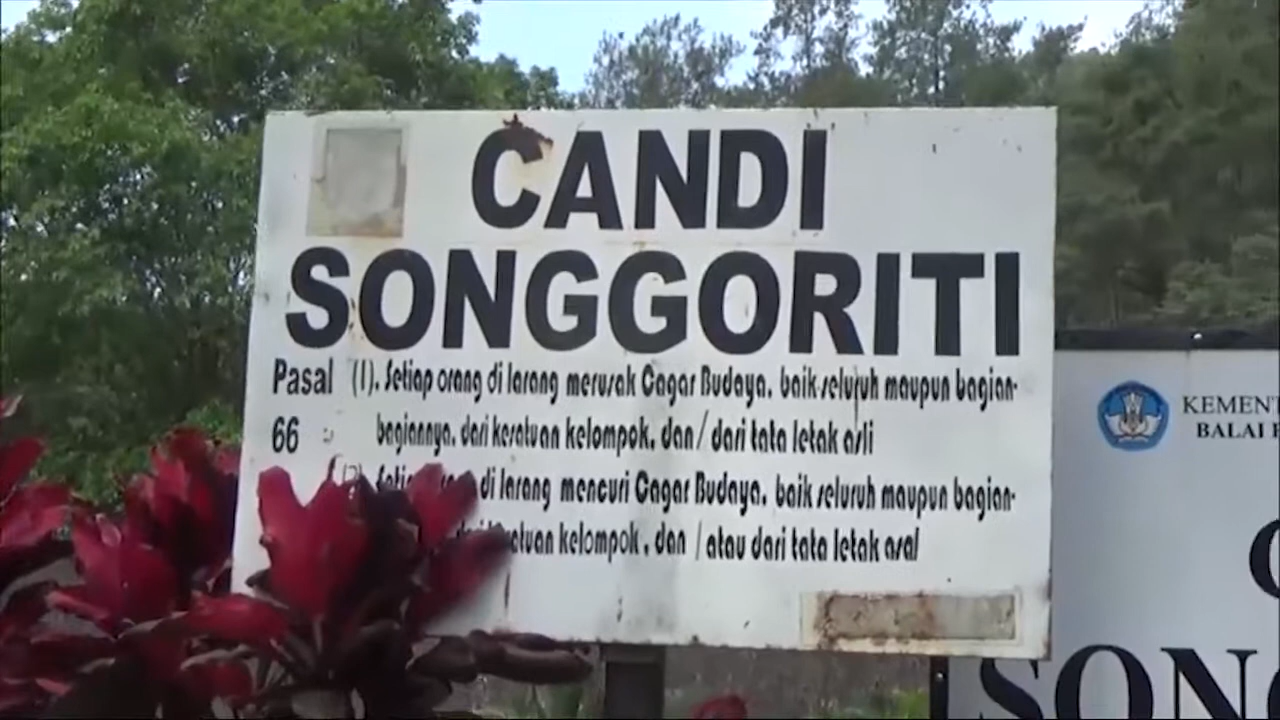 CANDI
SONGGORITI
Pasal (1). Setiap orang di larang merusak Cagar Budaya. baik seluruh maupun bagian-
66 bagiannya. dari kesatuan kelompok. dan / dari tata letak asli
di larang mencuri Cagar Budaya. baik seluruh maupun bagian-
kelompok . dan / atau dari tata letak asal
BALAI
SON